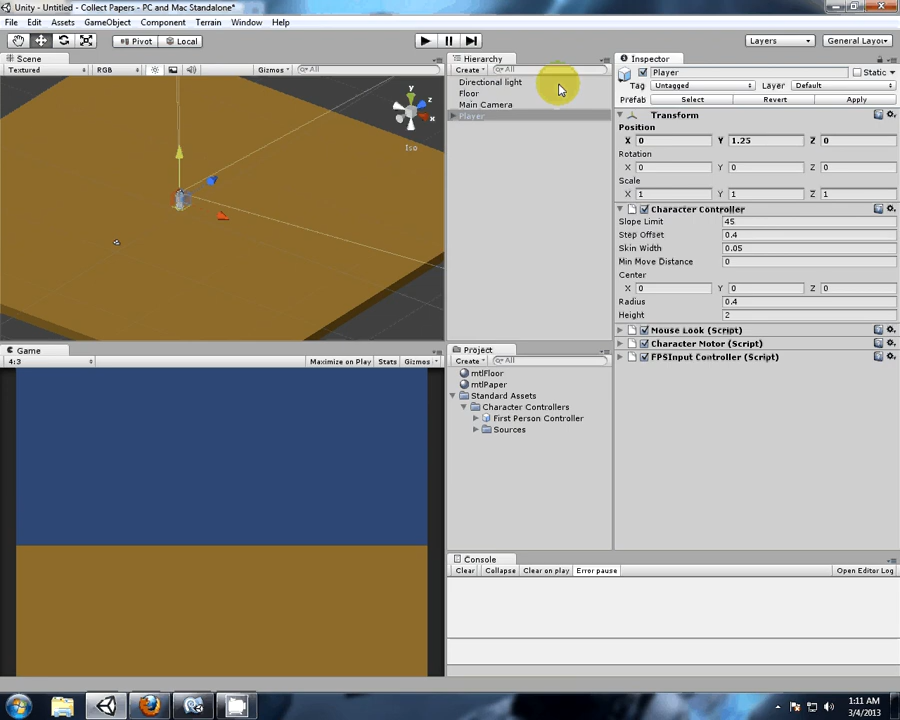 Unity - Untitled - Collect Papers - PC and Mac Standalone*
File Edit Assets GameObject Component Terrain Window Help
Pivot Local Layers General Layou
Scene
Textured RGB Gizmos All
y
z
x
Iso
Hierarchy
Create All
Directional light
Floor
Main Camera
Player
Inspector
Player Static
Tag Untagged Layer Default
Prefab Select Revert Apply
Transform
Position
X 0 Y 1.25 Z 0
Rotation
X 0 Y 0 Z 0
Scale
X 1 Y 1 Z 1
Character Controller
Slope Limit 45
Step Offset 0.4
Skin Width 0.05
Min Move Distance 0
Center
X 0 Y 0 Z 0
Radius 0.4
Height 2
Mouse Look (Script)
Character Motor (Script)
FPSInput Controller (Script)
Game
4:3 Maximize on Play Stats Gizmos
Project
Create All
mtlFloor
mtlPaper
Standard Assets
Character Controllers
First Person Controller
Sources
Console
Clear Collapse Clear on play Error pause Open Editor Log
1:11 AM
3/4/2013